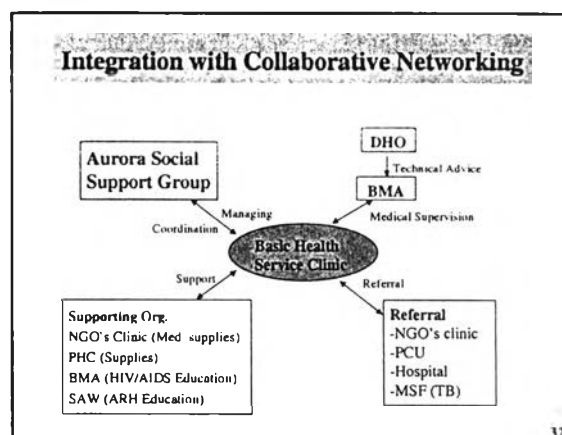 Integration with Collaborative Networking
Aurora Social
Support Group
DHO
Technical Advice
BMA
Managing
Coordination
Medical Supervision
Basic Health
Service Clinic
Support
Referral
Supporting Org.
NGO's Clinic (Med supplies)
PHC (Supplies)
BMA (HIV/AIDS Education)
SAW (ARH Education)
Referral
-NGO's clinic
-PCU
-Hospital
-MSF (TB)